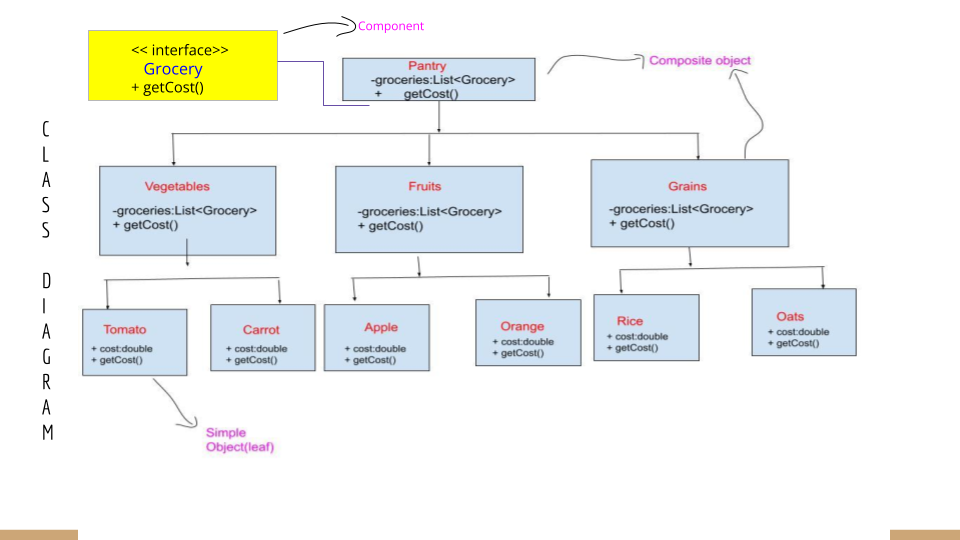 Component
<< interface>>
Grocery
+ getCost()
Pantry
-groceries:List<Grocery>
+ getCost()
Composite object
CLASS DIAGRAM
Vegetables
-groceries:List<Grocery>
+ getCost()
Fruits
-groceries:List<Grocery>
+ getCost()
Grains
-groceries:List<Grocery>
+ getCost()
Tomato
+ cost:double
+ getCost()
Carrot
+ cost:double
+ getCost()
Apple
+ cost:double
+ getCost()
Orange
+ cost:double
+ getCost()
Rice
+ cost:double
+ getCost()
Oats
+ cost:double
+ getCost()
Simple
Object(leaf)